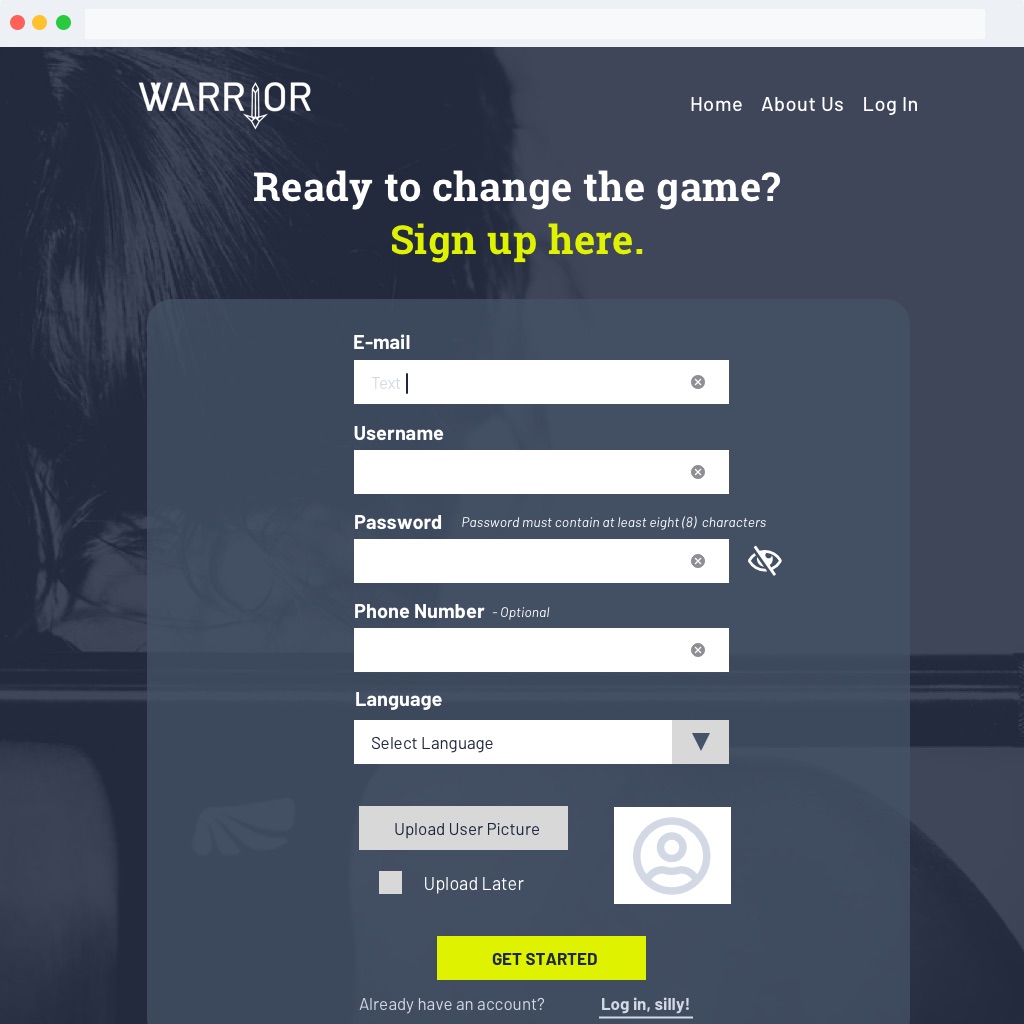 WARRIOR
Home About Us Log In
Ready to change the game?
Sign up here.
E-mail
Text
Username
Password Password must contain at least eight (8) characters
Phone Number - Optional
Language
Select Language
Upload User Picture
Upload Later
GET STARTED
Already have an account? Log in, silly!